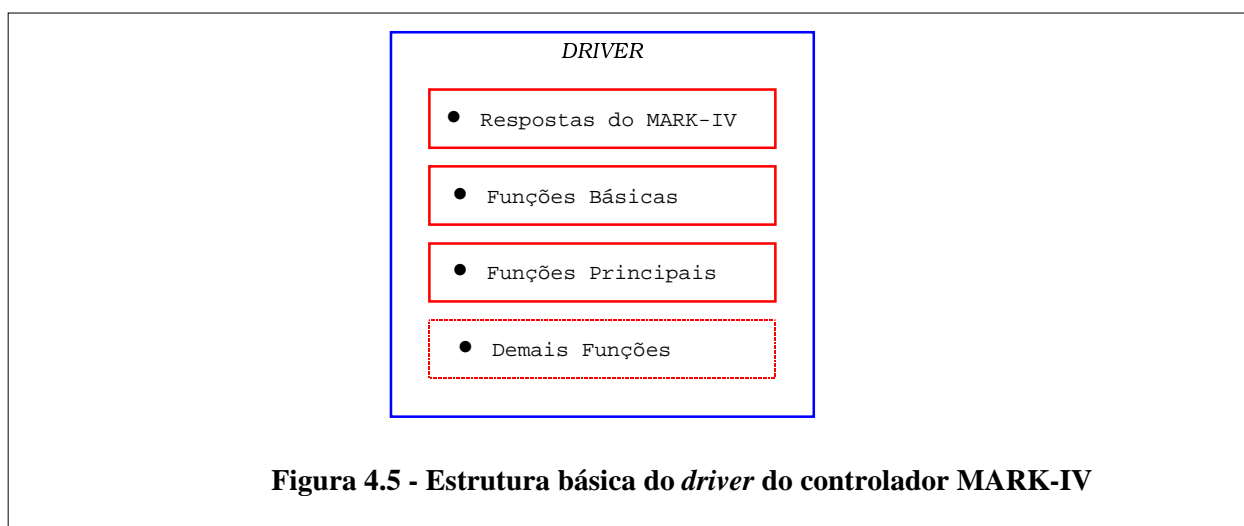 DRIVER
● Respostas do MARK-IV
● Funções Básicas
● Funções Principais
● Demais Funções
Figura 4.5 - Estrutura básica do driver do controlador MARK-IV